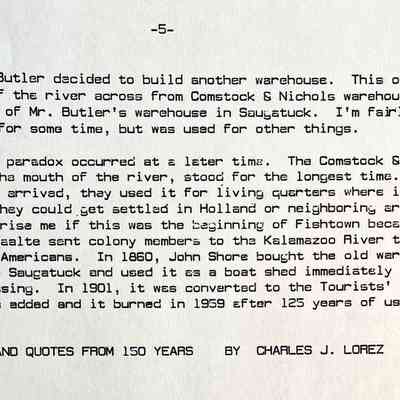 -5-
Butler decided to build another warehouse. This o
f the river across from Comstock & Nichols warehou
of Mr. Butler's warehouse in Saugatuck. I'm fairl
for some time, but was used for other things.
paradox occurred at a later time. The Comstock &
the mouth of the river, stood for the longest time.
arrived, they used it for living quarters where i
hey could get settled in Holland or neighboring ar
rise me if this was the beginning of Fishtown beca
aalte sent colony members to the Kalamazoo River t
Americans. In 1860, John Shore bought the old war
Saugatuck and used it as a boat shed immediately
sing. In 1901, it was converted to the Tourists'
added and it burned in 1959 after 125 years of us
AND QUOTES FROM 150 YEARS BY CHARLES J. LOREZ